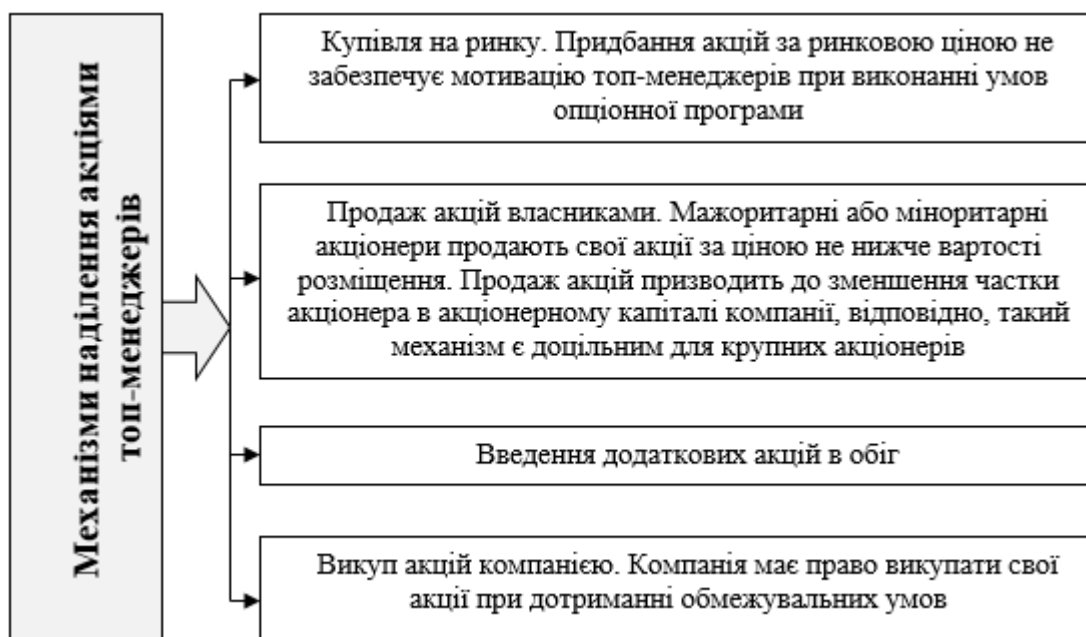 Механізми наділення акціями
топ-менеджерів
Купівля на ринку. Придбання акцій за ринковою ціною не
забезпечує мотивацію топ-менеджерів при виконанні умов
опціонної програми
Продаж акцій власниками. Мажоритарні або міноритарні
акціонери продають свої акції за ціною не нижче вартості
розміщення. Продаж акцій призводить до зменшення частки
акціонера в акціонерному капіталі компанії, відповідно, такий
механізм є доцільним для крупних акціонерів
Введення додаткових акцій в обіг
Викуп акцій компанією. Компанія має право викупати свої
акції при дотриманні обмежувальних умов